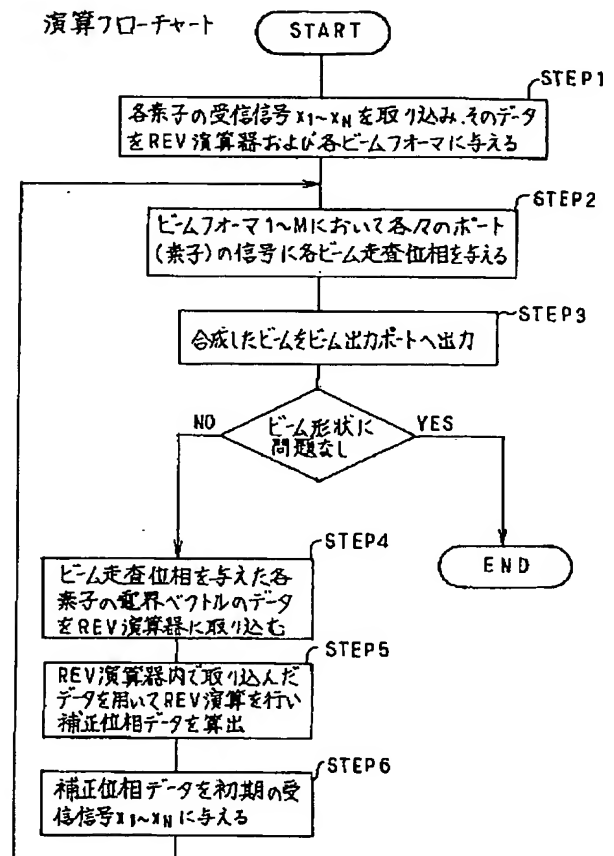 演算フローチャート
START
STEP1
各素子の受信信号x1~xNを取り込み、そのデータ
をREV演算器および各ビームフォーマに与える
STEP2
ビームフォーマ1~Mにおいて各々のポート
(素子)の信号に各ビーム走査位相を与える
STEP3
合成したビームをビーム出力ポートへ出力
NO
ビーム形状に
問題なし
YES
STEP4
END
ビーム走査位相を与えた各
素子の電界ベクトルのデータ
をREV演算器に取り込む
STEP5
REV演算器内で取り込んだ
データを用いてREV演算を行い
補正位相データを算出
STEP6
補正位相データを初期の受
信信号x1~xNに与える